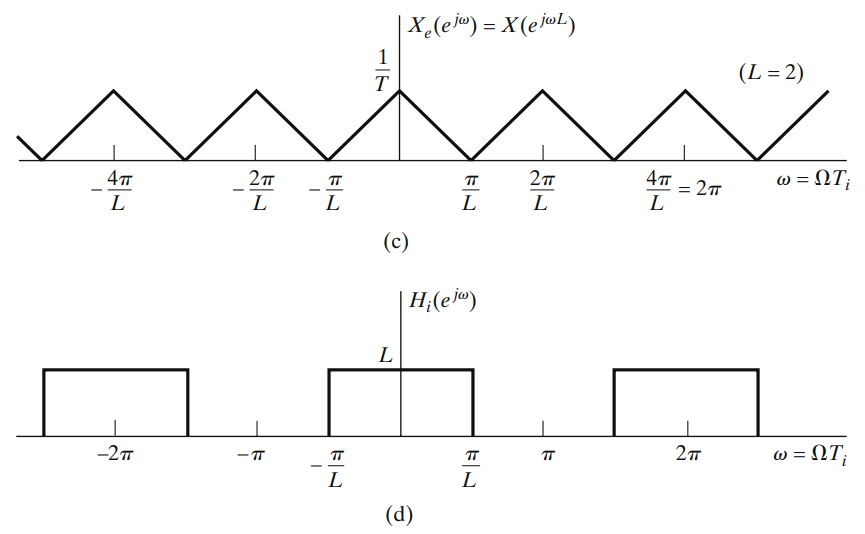 X_e(e^{jω}) = X(e^{jωL})
1/T
(L = 2)
−4π/L −2π/L −π/L π/L 2π/L 4π/L = 2π ω = ΩT_i
(c)
H_i(e^{jω})
L
−2π −π −π/L π/L π 2π ω = ΩT_i
(d)